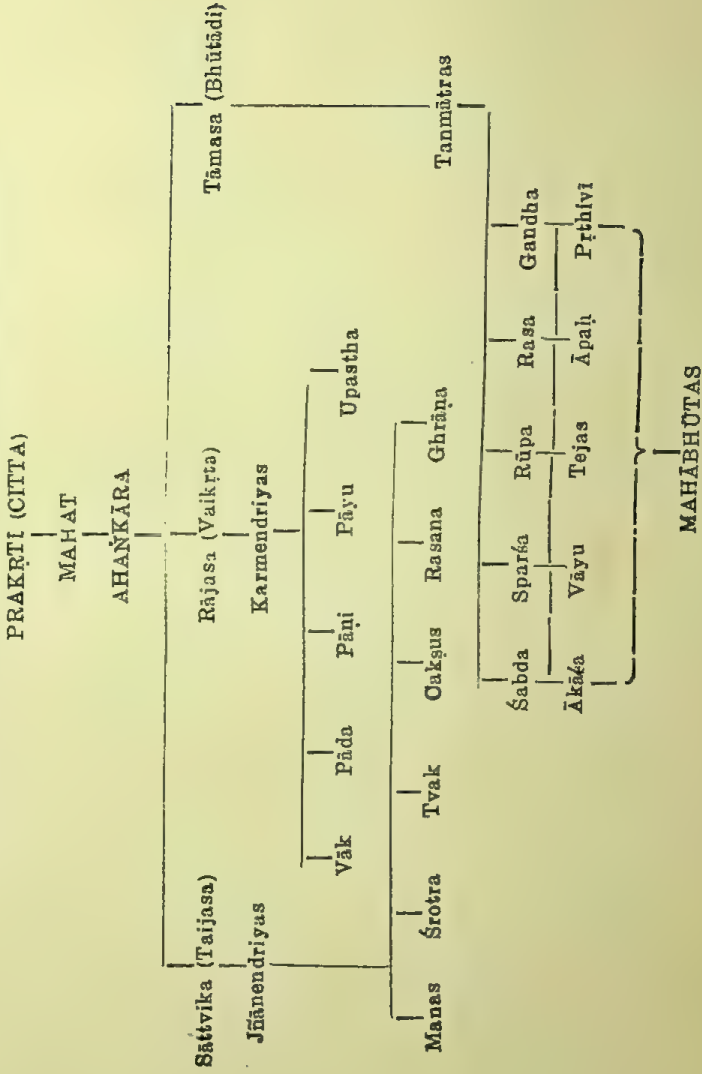 PRAKṚTI (CITTA)
MAHAT
AHAṄKĀRA
Sāttvika (Taijasa) Rājasa (Vaikṛta) Tāmasa (Bhūtādi)
Jñānendriyas Karmendriyas
Vāk Pāda Pāṇi Pāyu Upastha
Manas Śrotra Tvak Cakṣus Rasana Ghrāṇa
Tanmātras
Śabda Sparśa Rūpa Rasa Gandha
Ākāśa Vāyu Tejas Āpaḥ Pṛthivī
MAHĀBHŪTAS